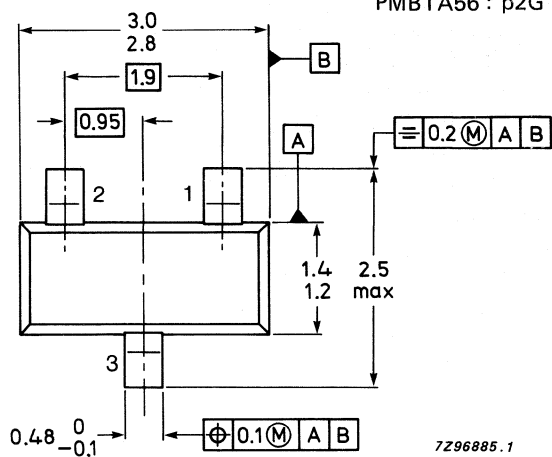 PMBTA56 : p2G
3.0
2.8
B
1.9
0.95
A
⌯ 0.2 Ⓜ A B
2
1
1.4
1.2
2.5
max
3
0.48 0
−0.1
⌖ 0.1 Ⓜ A B
7Z96885.1